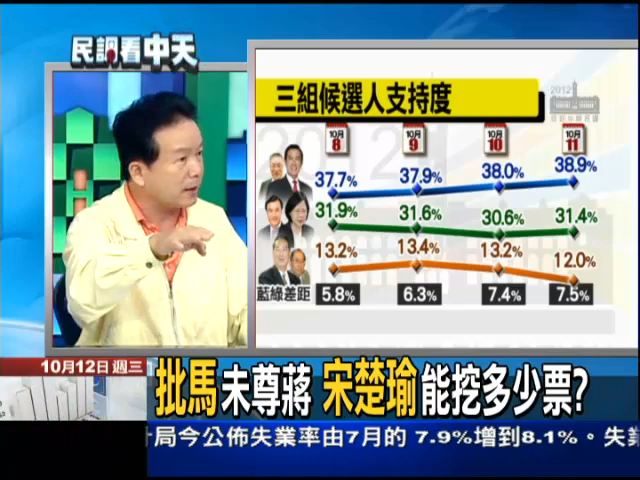 民調看中天
三組候選人支持度
2012
10月 8
10月 9
10月 10
10月 11
37.7% 37.9% 38.0% 38.9%
31.9% 31.6% 30.6% 31.4%
13.2% 13.4% 13.2% 12.0%
藍綠差距 5.8% 6.3% 7.4% 7.5%
10月12日週三
批馬未尊蔣 宋楚瑜能挖多少票?
計局今公佈失業率由7月的 7.9%增到8.1%。失業